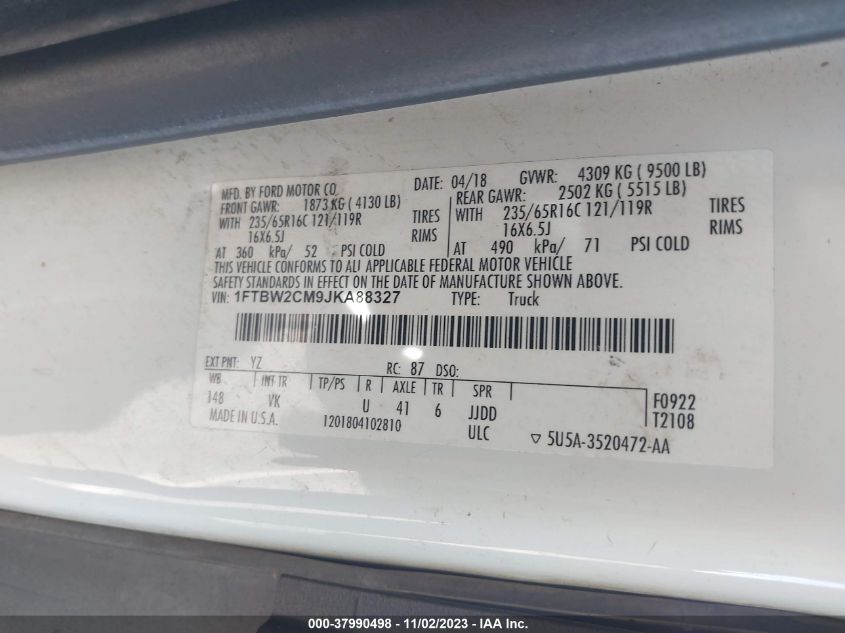 MFD. BY FORD MOTOR CO. DATE: 04/18 GVWR: 4309 KG ( 9500 LB)
FRONT GAWR: 1873 KG ( 4130 LB) REAR GAWR: 2502 KG ( 5515 LB)
WITH 235/65R16C 121/119R TIRES WITH 235/65R16C 121/119R TIRES
16X6.5J RIMS 16X6.5J RIMS
AT 360 kPa/ 52 PSI COLD AT 490 kPa/ 71 PSI COLD
THIS VEHICLE CONFORMS TO ALL APPLICABLE FEDERAL MOTOR VEHICLE
SAFETY STANDARDS IN EFFECT ON THE DATE OF MANUFACTURE SHOWN ABOVE.
VIN: 1FTBW2CM9JKA88327 TYPE: Truck
EXT PNT: YZ RC: 87 DSO:
WB INT TR TP/PS R AXLE TR SPR
148 VK U 41 6 JJDD F0922
MADE IN U.S.A. 1201804102810 ULC T2108
▽ 5U5A-3520472-AA
000-37990498 - 11/02/2023 - IAA, INC.